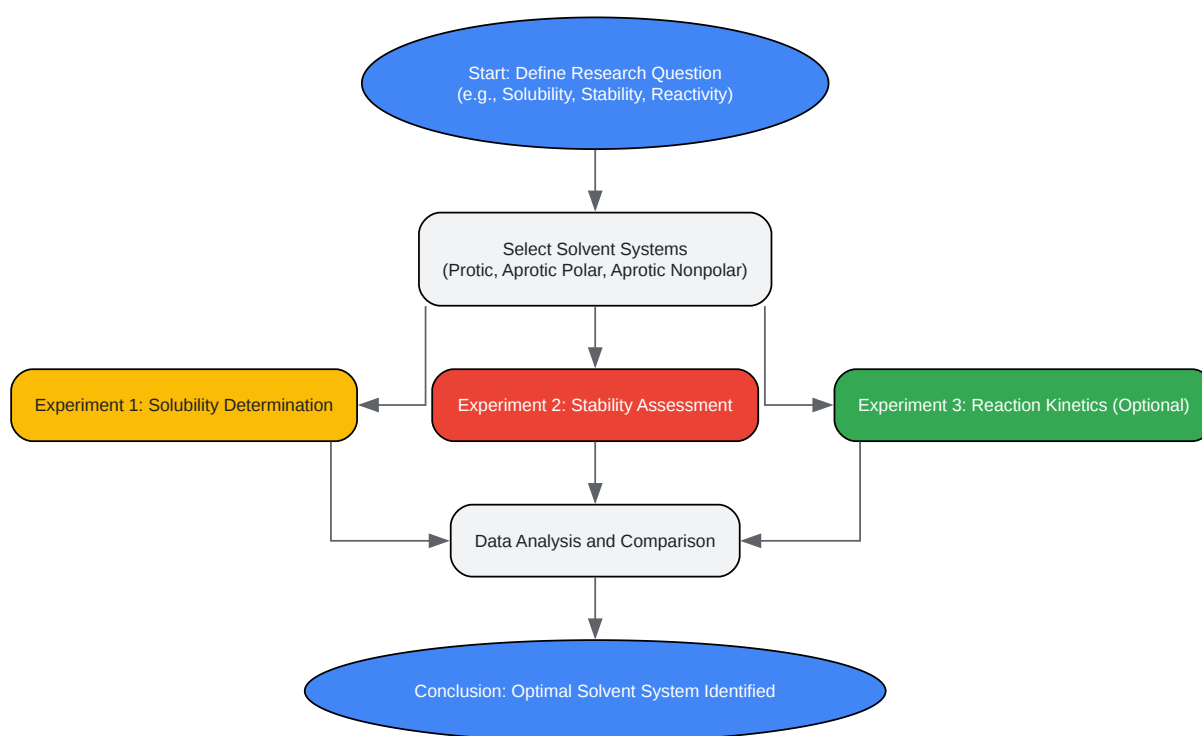 Start: Define Research Question
(e.g., Solubility, Stability, Reactivity)
Select Solvent Systems
(Protic, Aprotic Polar, Aprotic Nonpolar)
Experiment 1: Solubility Determination
Experiment 2: Stability Assessment
Experiment 3: Reaction Kinetics (Optional)
Data Analysis and Comparison
Conclusion: Optimal Solvent System Identified